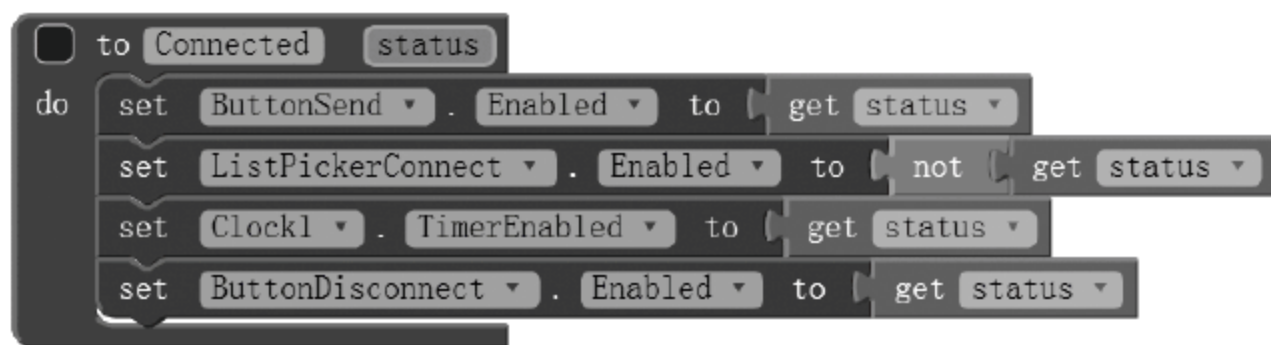 to Connected status
do set ButtonSend . Enabled to get status
set ListPickerConnect . Enabled to not get status
set Clock1 . TimerEnabled to get status
set ButtonDisconnect . Enabled to get status